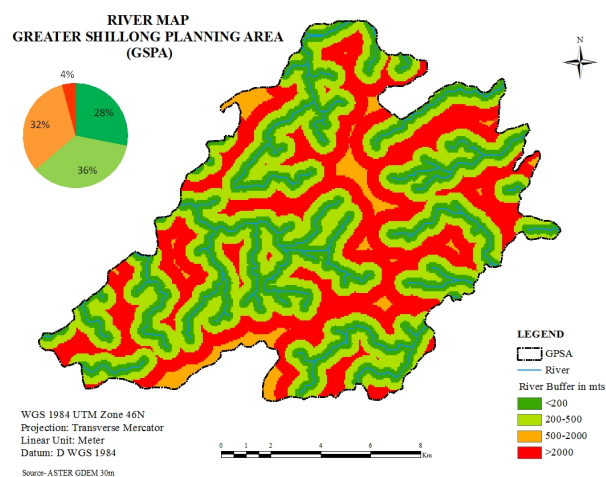 RIVER MAP
GREATER SHILLONG PLANNING AREA
(GSPA)
N
4%
28%
32%
36%
LEGEND
GPSA
River
River Buffer in mts
<200
200-500
500-2000
>2000
WGS 1984 UTM Zone 46N
Projection: Transverse Mercator
Linear Unit: Meter
Datum: D WGS 1984
0 1 2 4 6 8
Km
Source- ASTER GDEM 30m